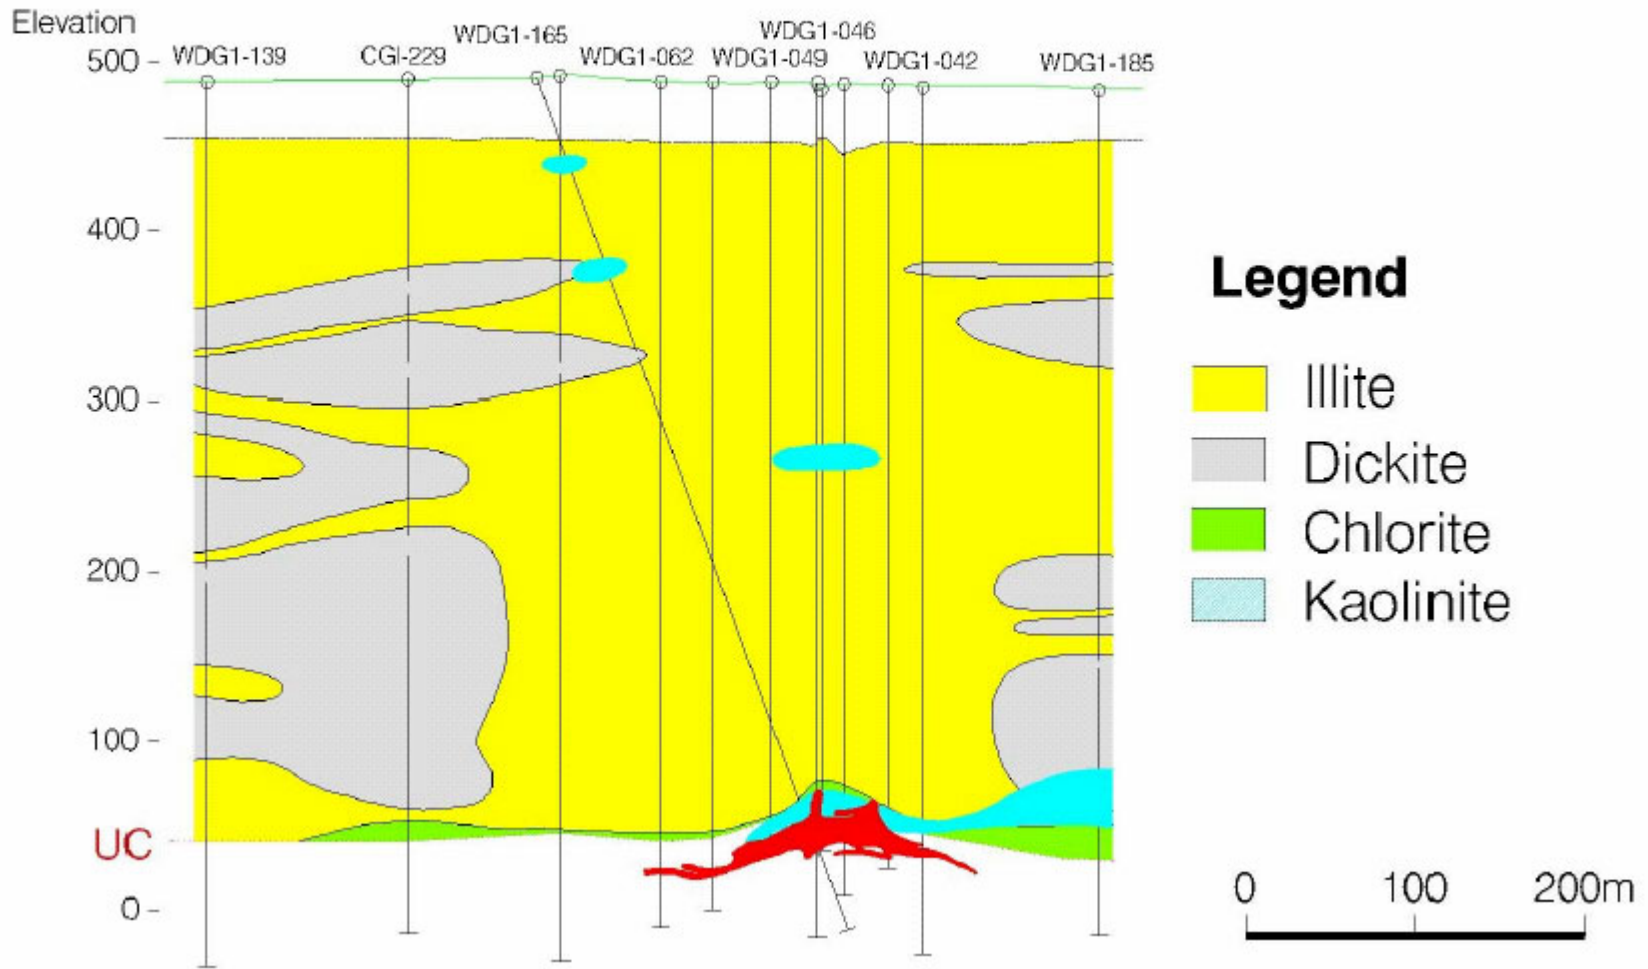 Elevation
WDG1-046
WDG1-165
500 -
WDG1-139
CGI-229
WDG1-062
WDG1-049
WDG1-042
WDG1-185
400 -
300 -
200 -
100 -
UC
0 -
Legend
Illite
Dickite
Chlorite
Kaolinite
0 100 200m